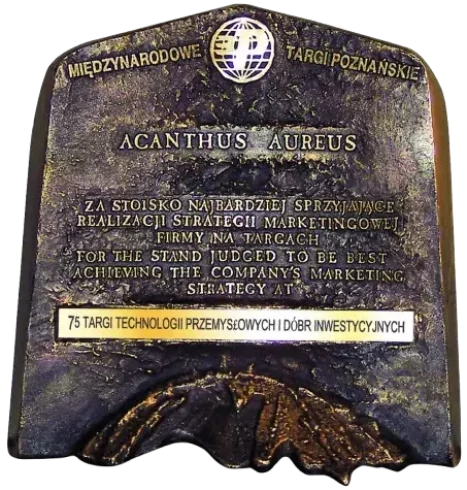 MIĘDZYNARODOWE TARGI POZNAŃSKIE
ACANTHUS AUREUS
ZA STOISKO NAJBARDZIEJ SPRZYJAJĄCE
REALIZACJI STRATEGII MARKETINGOWEJ
FIRMY NA TARGACH
FOR THE STAND JUDGED TO BE BEST
ACHIEVING THE COMPANY'S MARKETING
STRATEGY AT
75 TARGI TECHNOLOGII PRZEMYSŁOWYCH I DÓBR INWESTYCYJNYCH